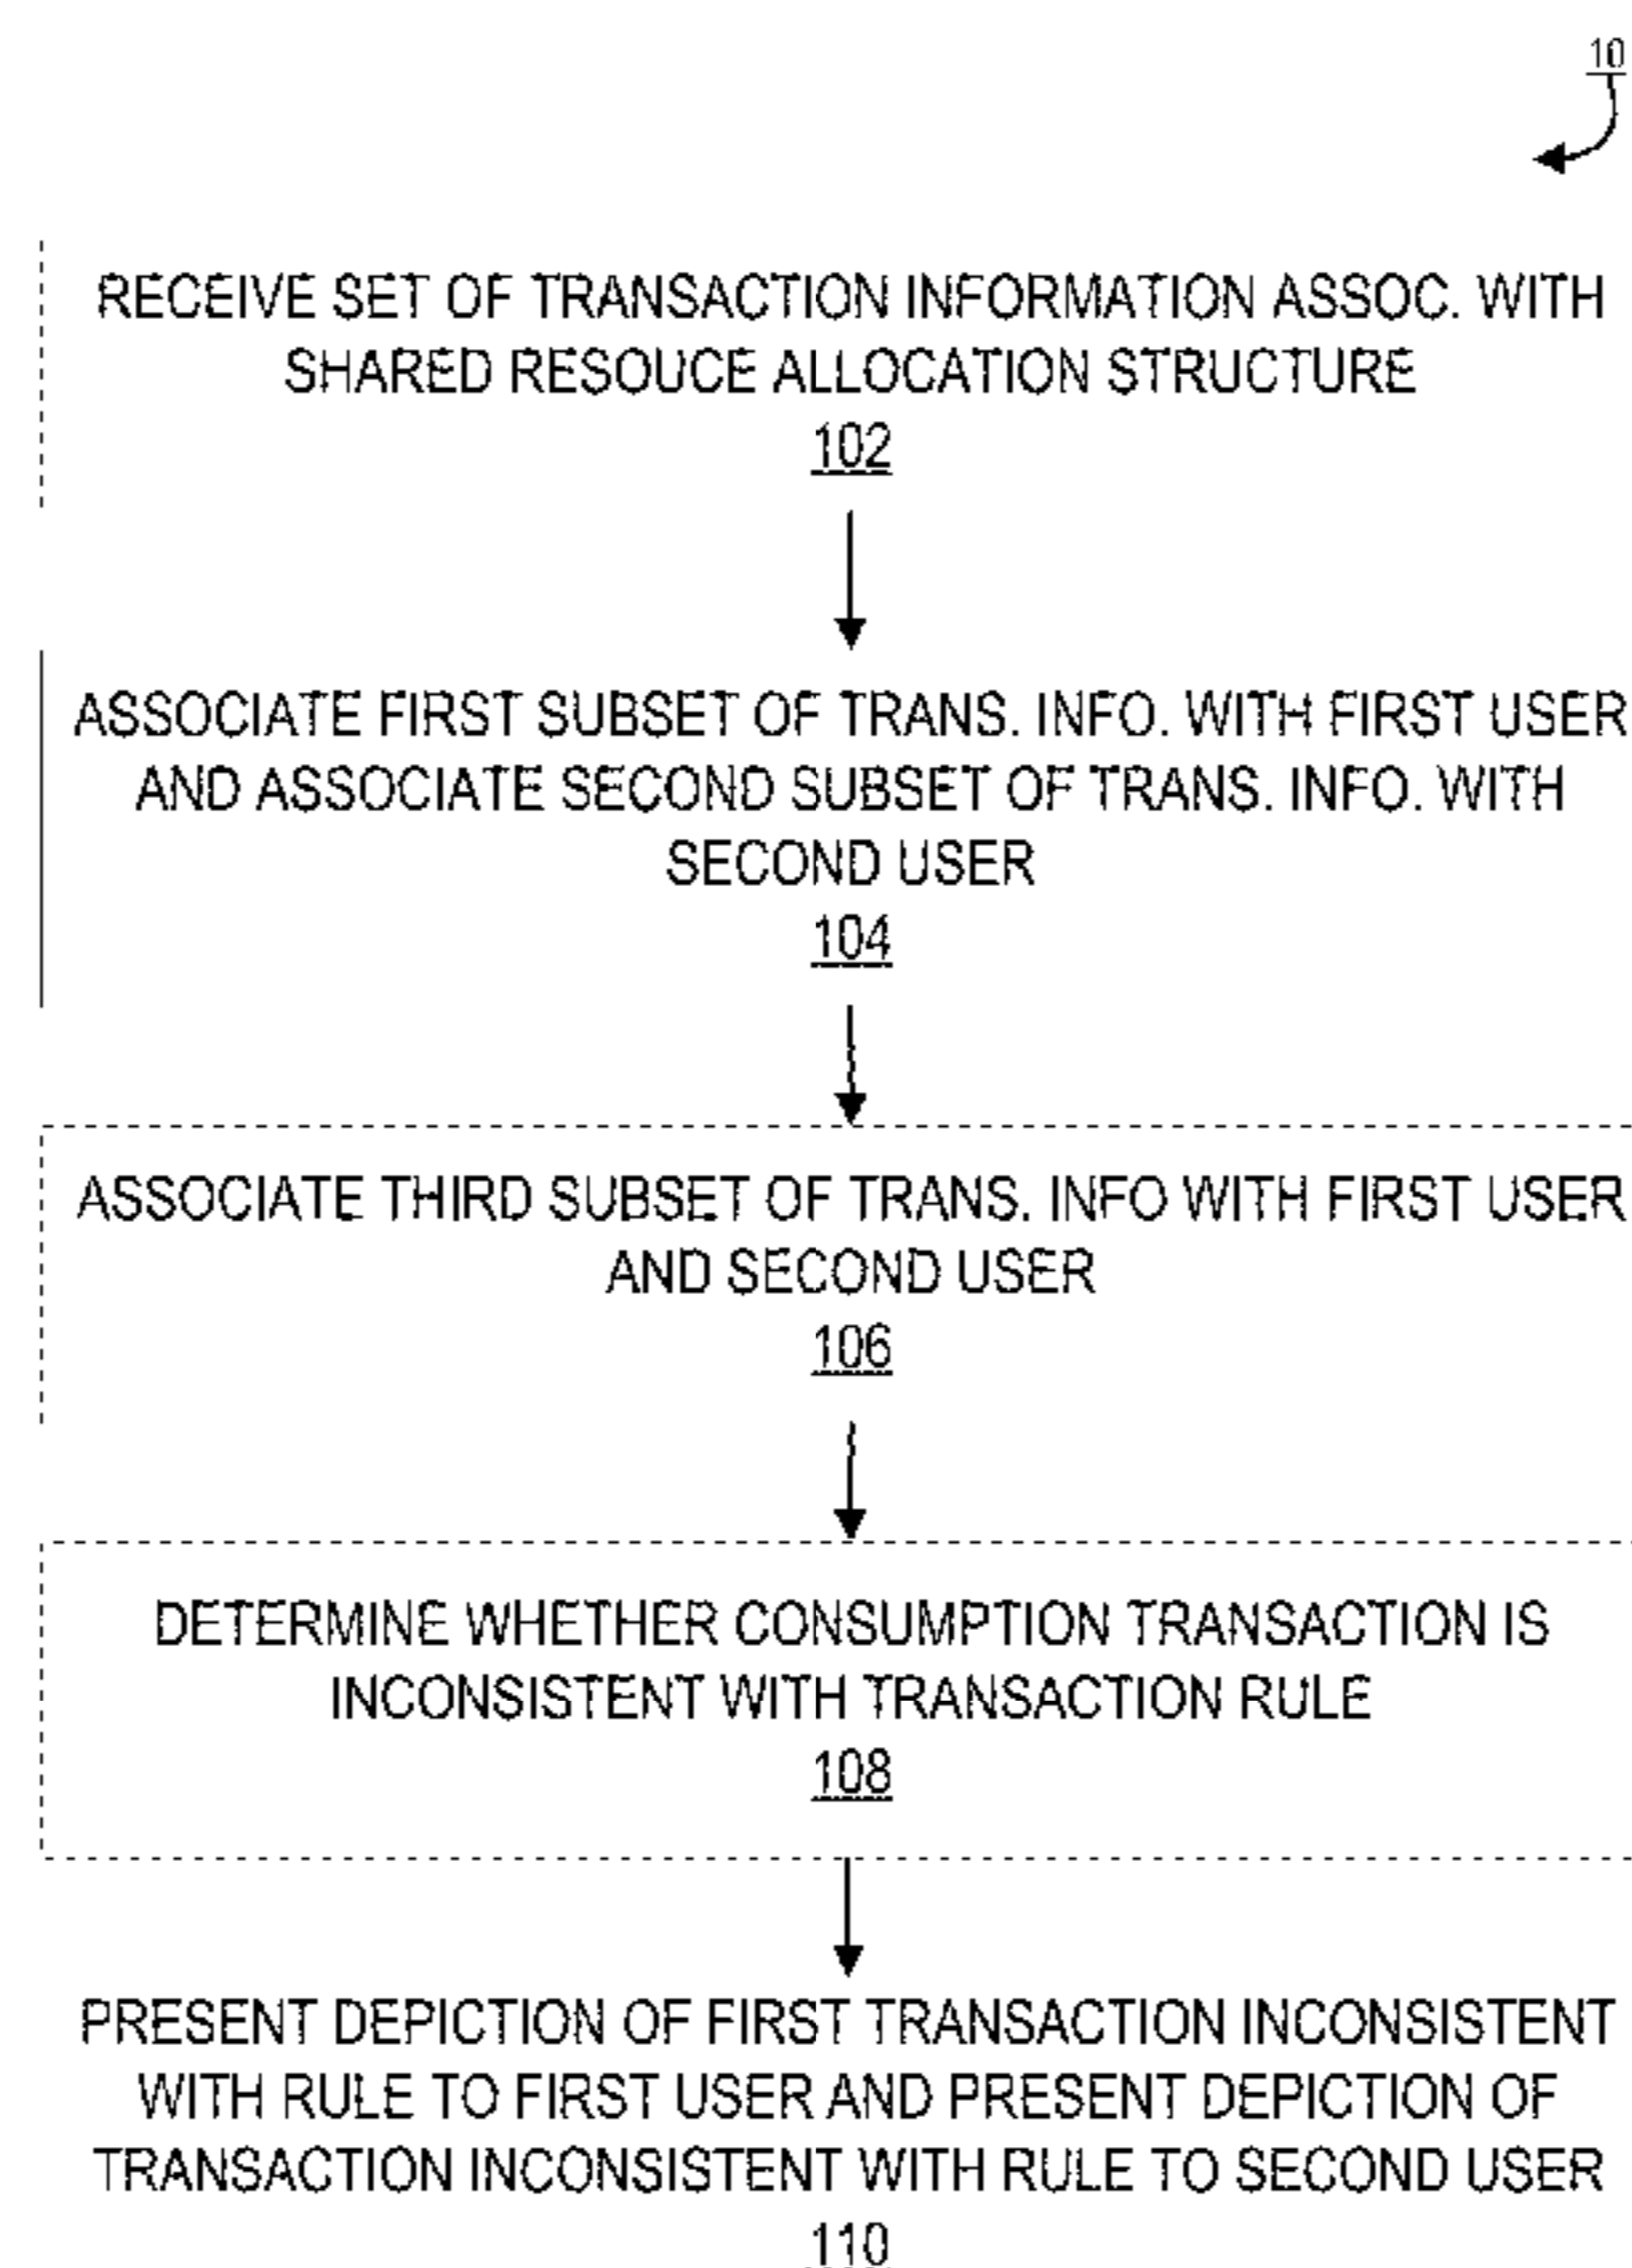 10
RECEIVE SET OF TRANSACTION INFORMATION ASSOC. WITH
SHARED RESOUCE ALLOCATION STRUCTURE
102
ASSOCIATE FIRST SUBSET OF TRANS. INFO. WITH FIRST USER
AND ASSOCIATE SECOND SUBSET OF TRANS. INFO. WITH
SECOND USER
104
ASSOCIATE THIRD SUBSET OF TRANS. INFO WITH FIRST USER
AND SECOND USER
106
DETERMINE WHETHER CONSUMPTION TRANSACTION IS
INCONSISTENT WITH TRANSACTION RULE
108
PRESENT DEPICTION OF FIRST TRANSACTION INCONSISTENT
WITH RULE TO FIRST USER AND PRESENT DEPICTION OF
TRANSACTION INCONSISTENT WITH RULE TO SECOND USER
110